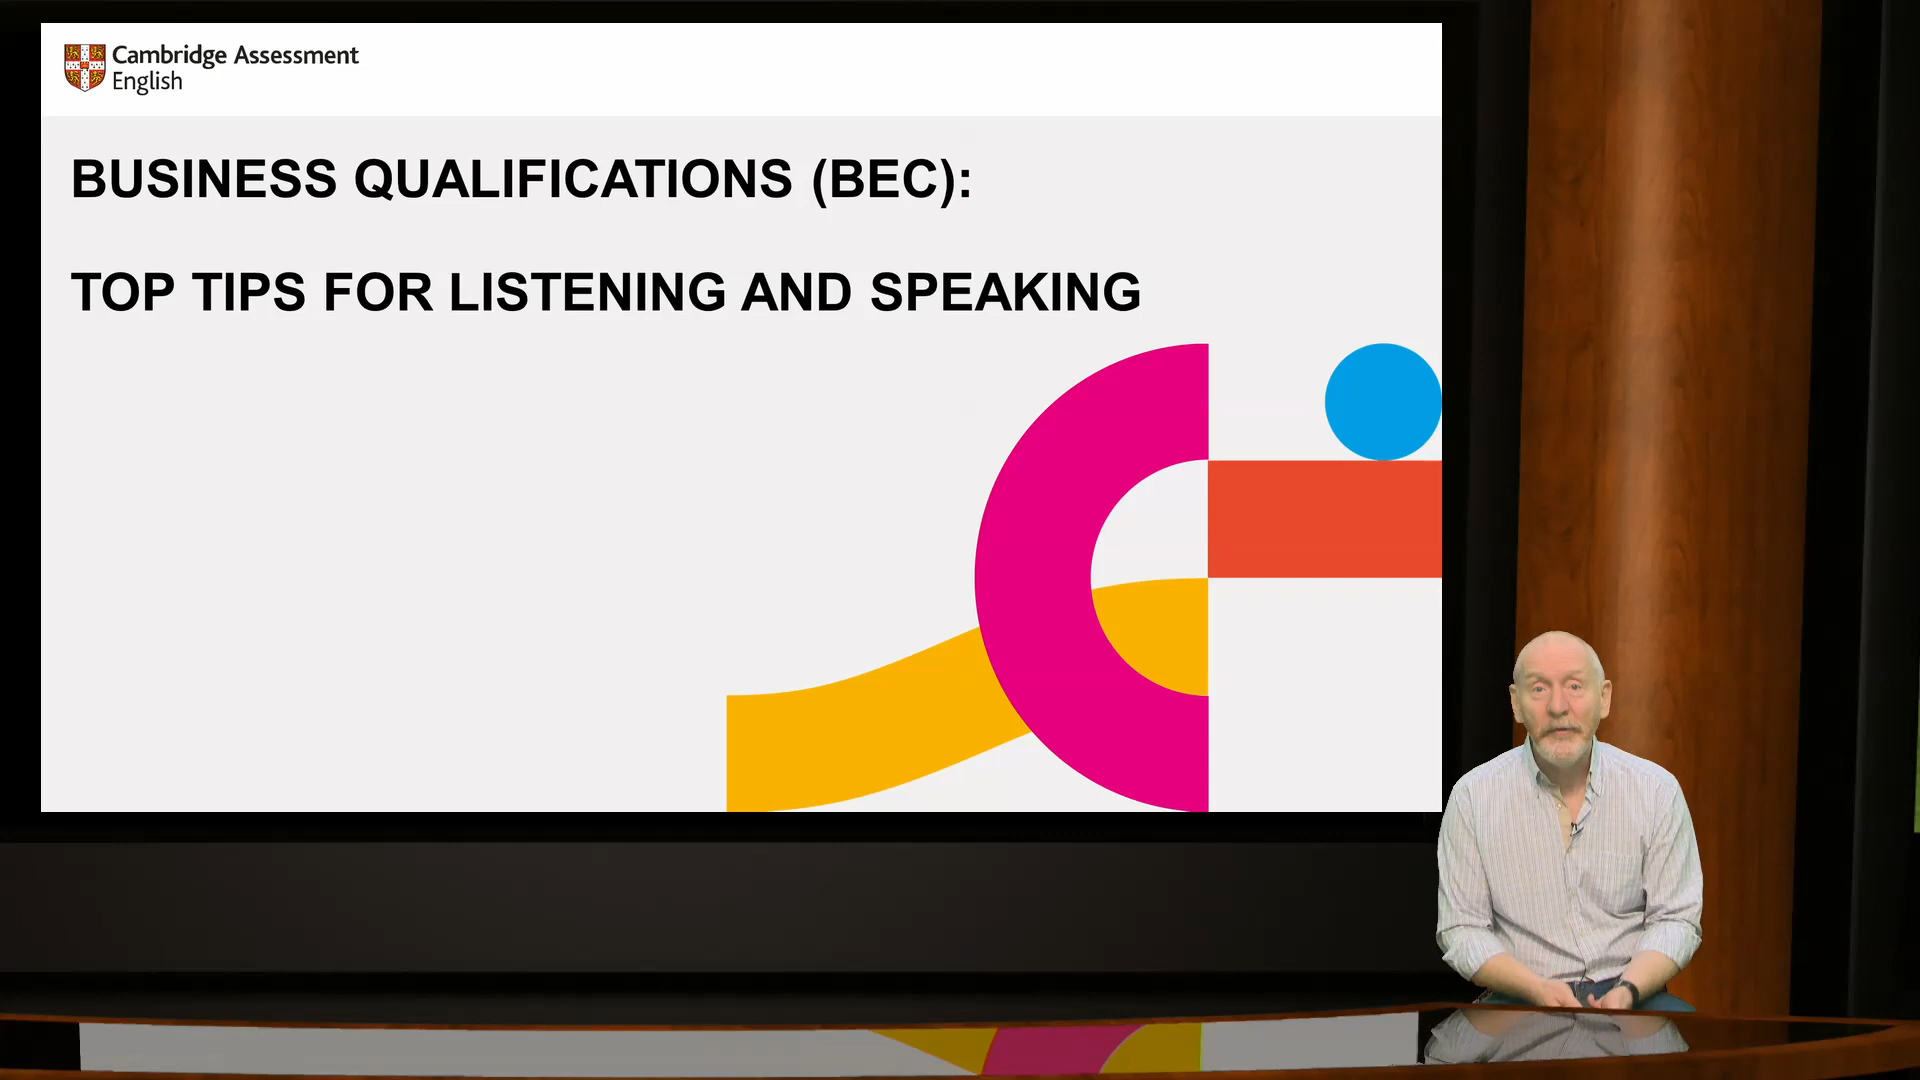 Cambridge Assessment
English
BUSINESS QUALIFICATIONS (BEC):
TOP TIPS FOR LISTENING AND SPEAKING